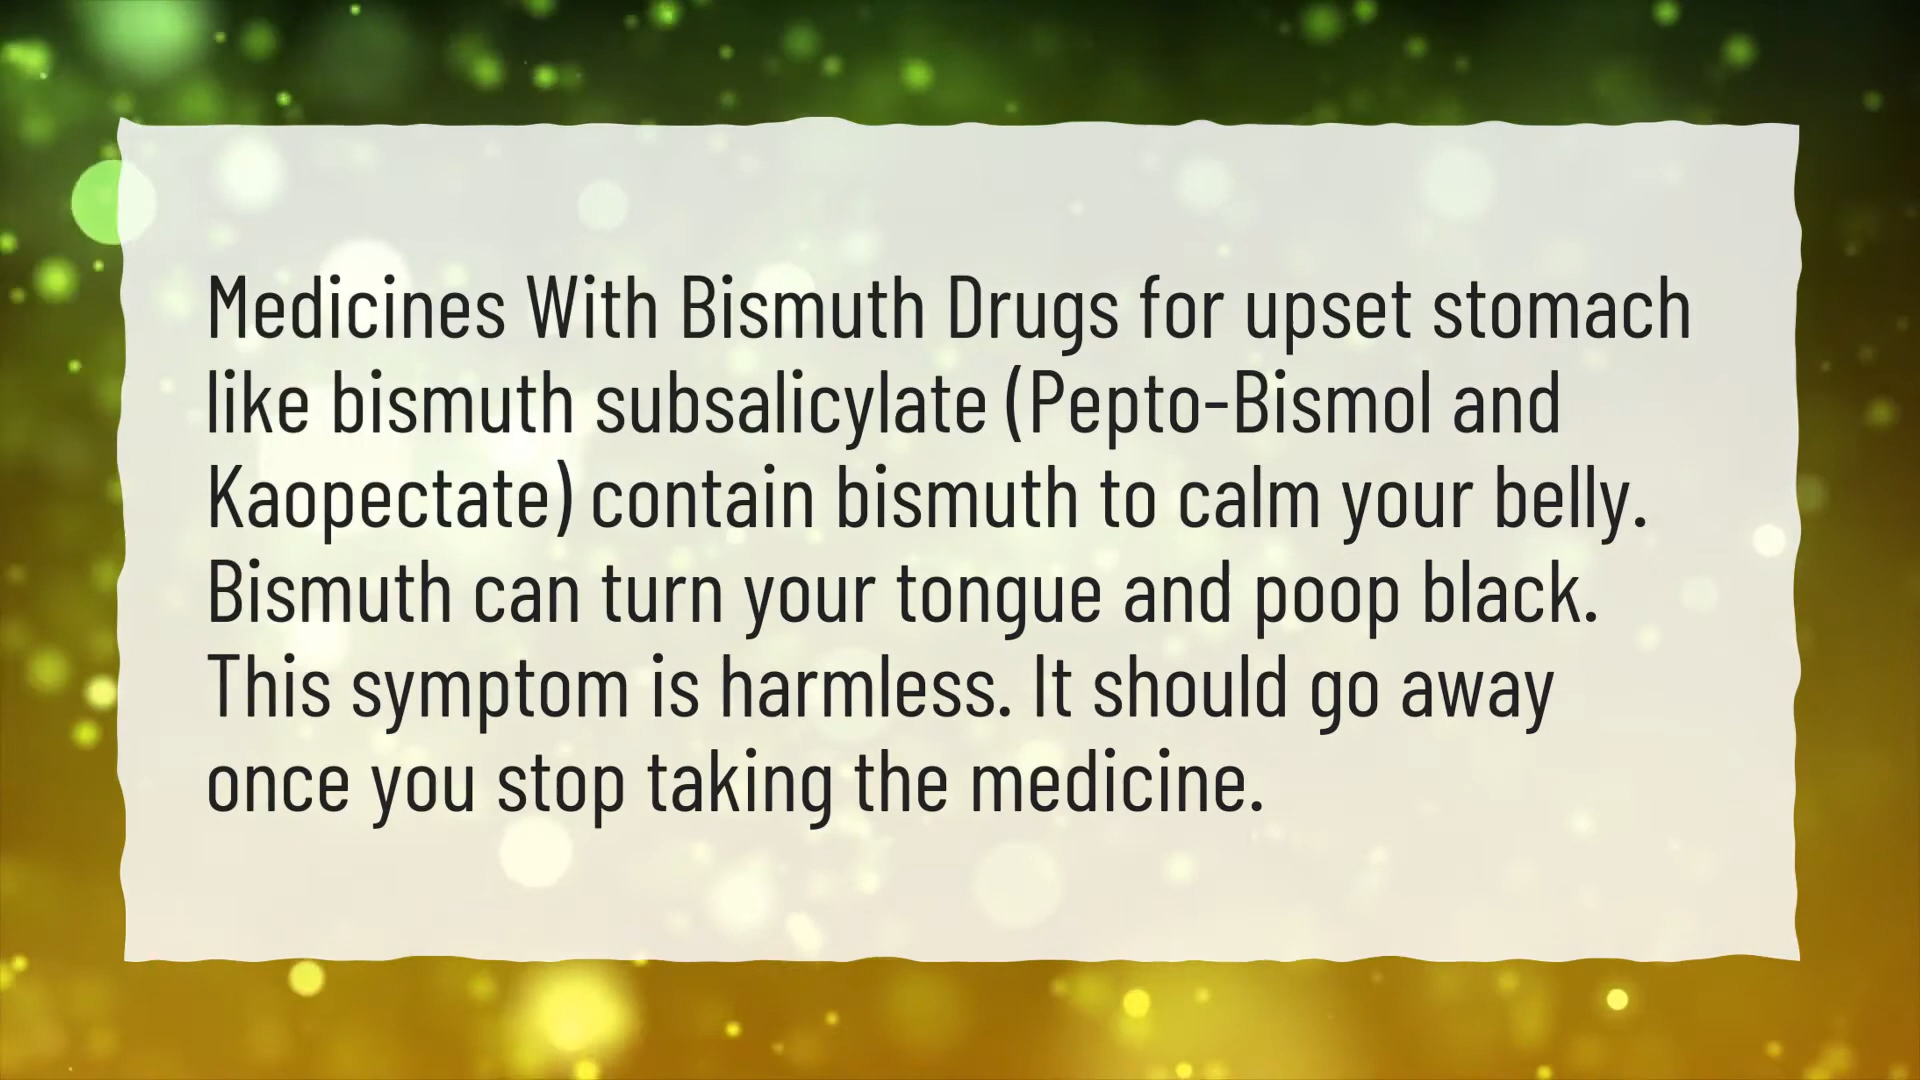 Medicines With Bismuth Drugs for upset stomach
like bismuth subsalicylate (Pepto-Bismol and
Kaopectate) contain bismuth to calm your belly.
Bismuth can turn your tongue and poop black.
This symptom is harmless. It should go away
once you stop taking the medicine.